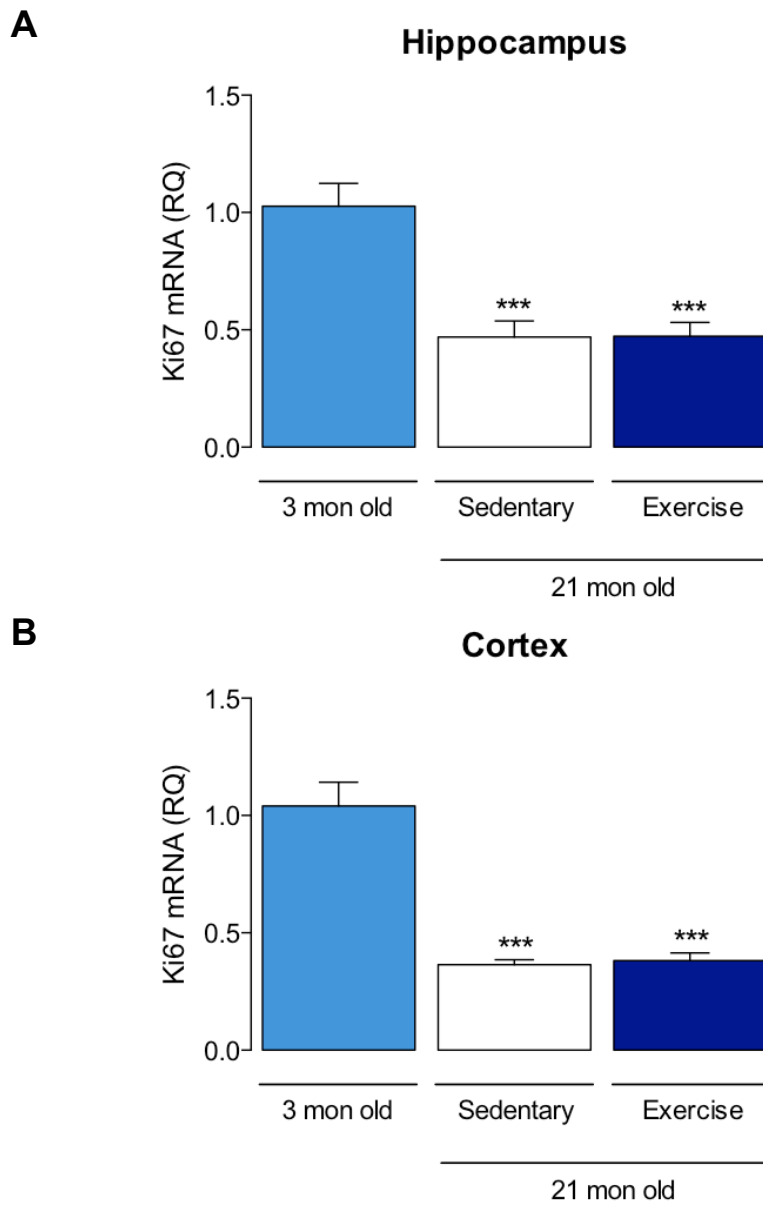 A
Hippocampus
Ki67 mRNA (RQ)
1.5
1.0
0.5
0.0
***
***
3 mon old
Sedentary
Exercise
21 mon old
B
Cortex
Ki67 mRNA (RQ)
1.5
1.0
0.5
0.0
***
***
3 mon old
Sedentary
Exercise
21 mon old